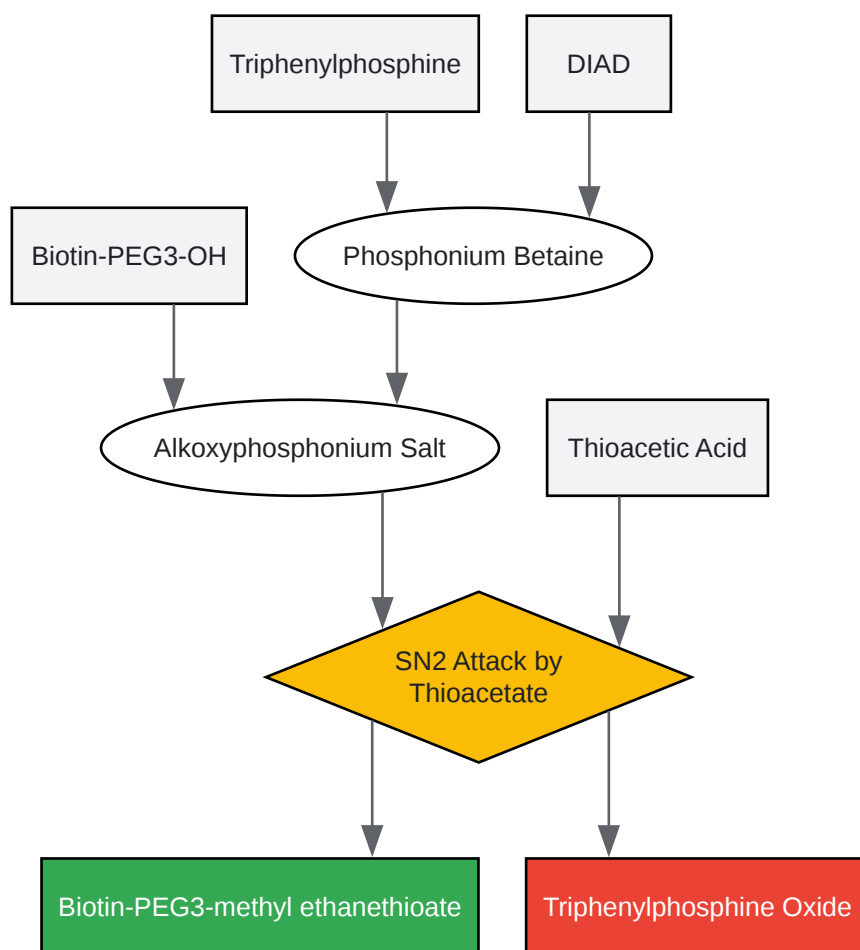 Triphenylphosphine
DIAD
Biotin-PEG3-OH
Phosphonium Betaine
Alkoxyphosphonium Salt
Thioacetic Acid
SN2 Attack by
Thioacetate
Biotin-PEG3-methyl ethanethioate
Triphenylphosphine Oxide